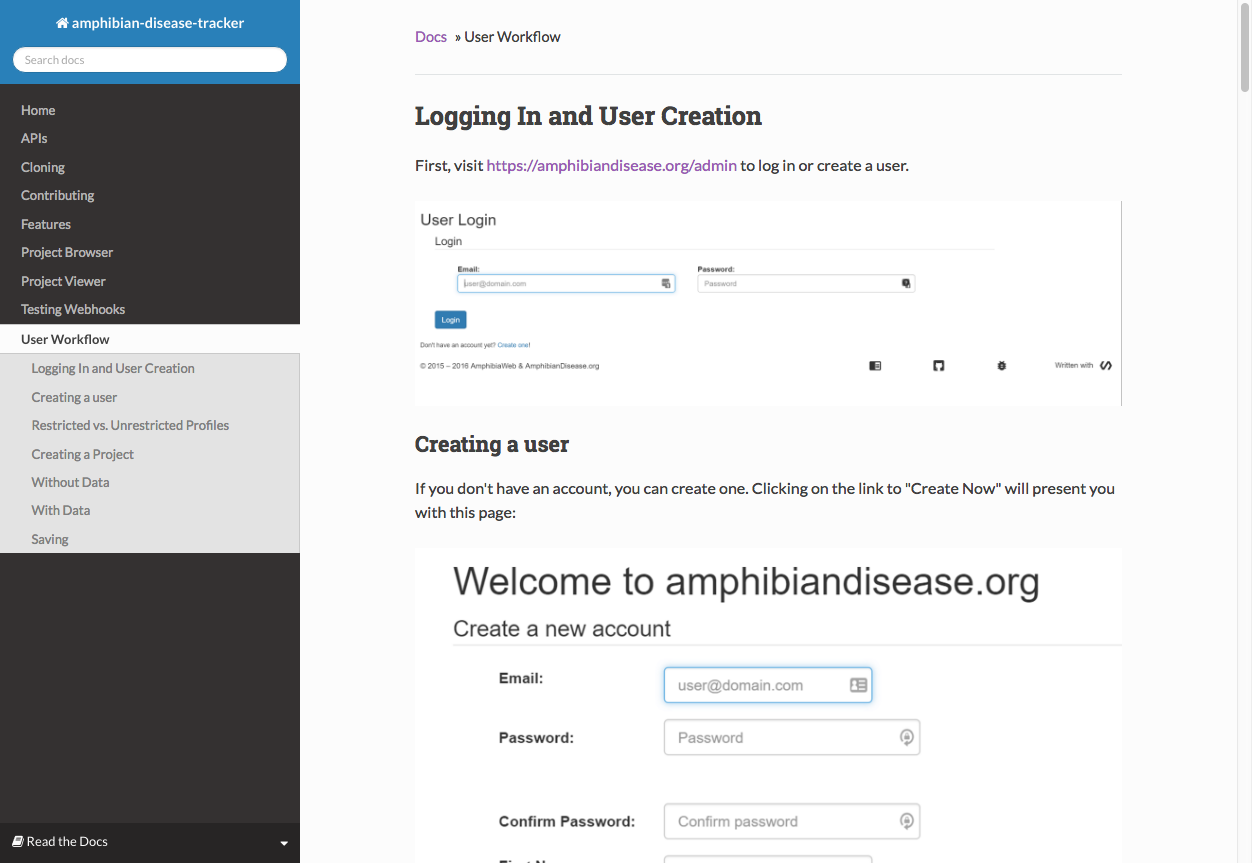 amphibian-disease-tracker
Search docs
Home
APIs
Cloning
Contributing
Features
Project Browser
Project Viewer
Testing Webhooks
User Workflow
Logging In and User Creation
Creating a user
Restricted vs. Unrestricted Profiles
Creating a Project
Without Data
With Data
Saving
Read the Docs
Docs » User Workflow
Logging In and User Creation
First, visit https://amphibiandisease.org/admin to log in or create a user.
User Login
Login
Email: Password:
user@domain.com Password
Login
Don't have an account yet? Create one!
© 2015 – 2016 AmphibiaWeb & AmphibianDisease.org Written with
Creating a user
If you don't have an account, you can create one. Clicking on the link to "Create Now" will present you
with this page:
Welcome to amphibiandisease.org
Create a new account
Email: user@domain.com
Password: Password
Confirm Password: Confirm password